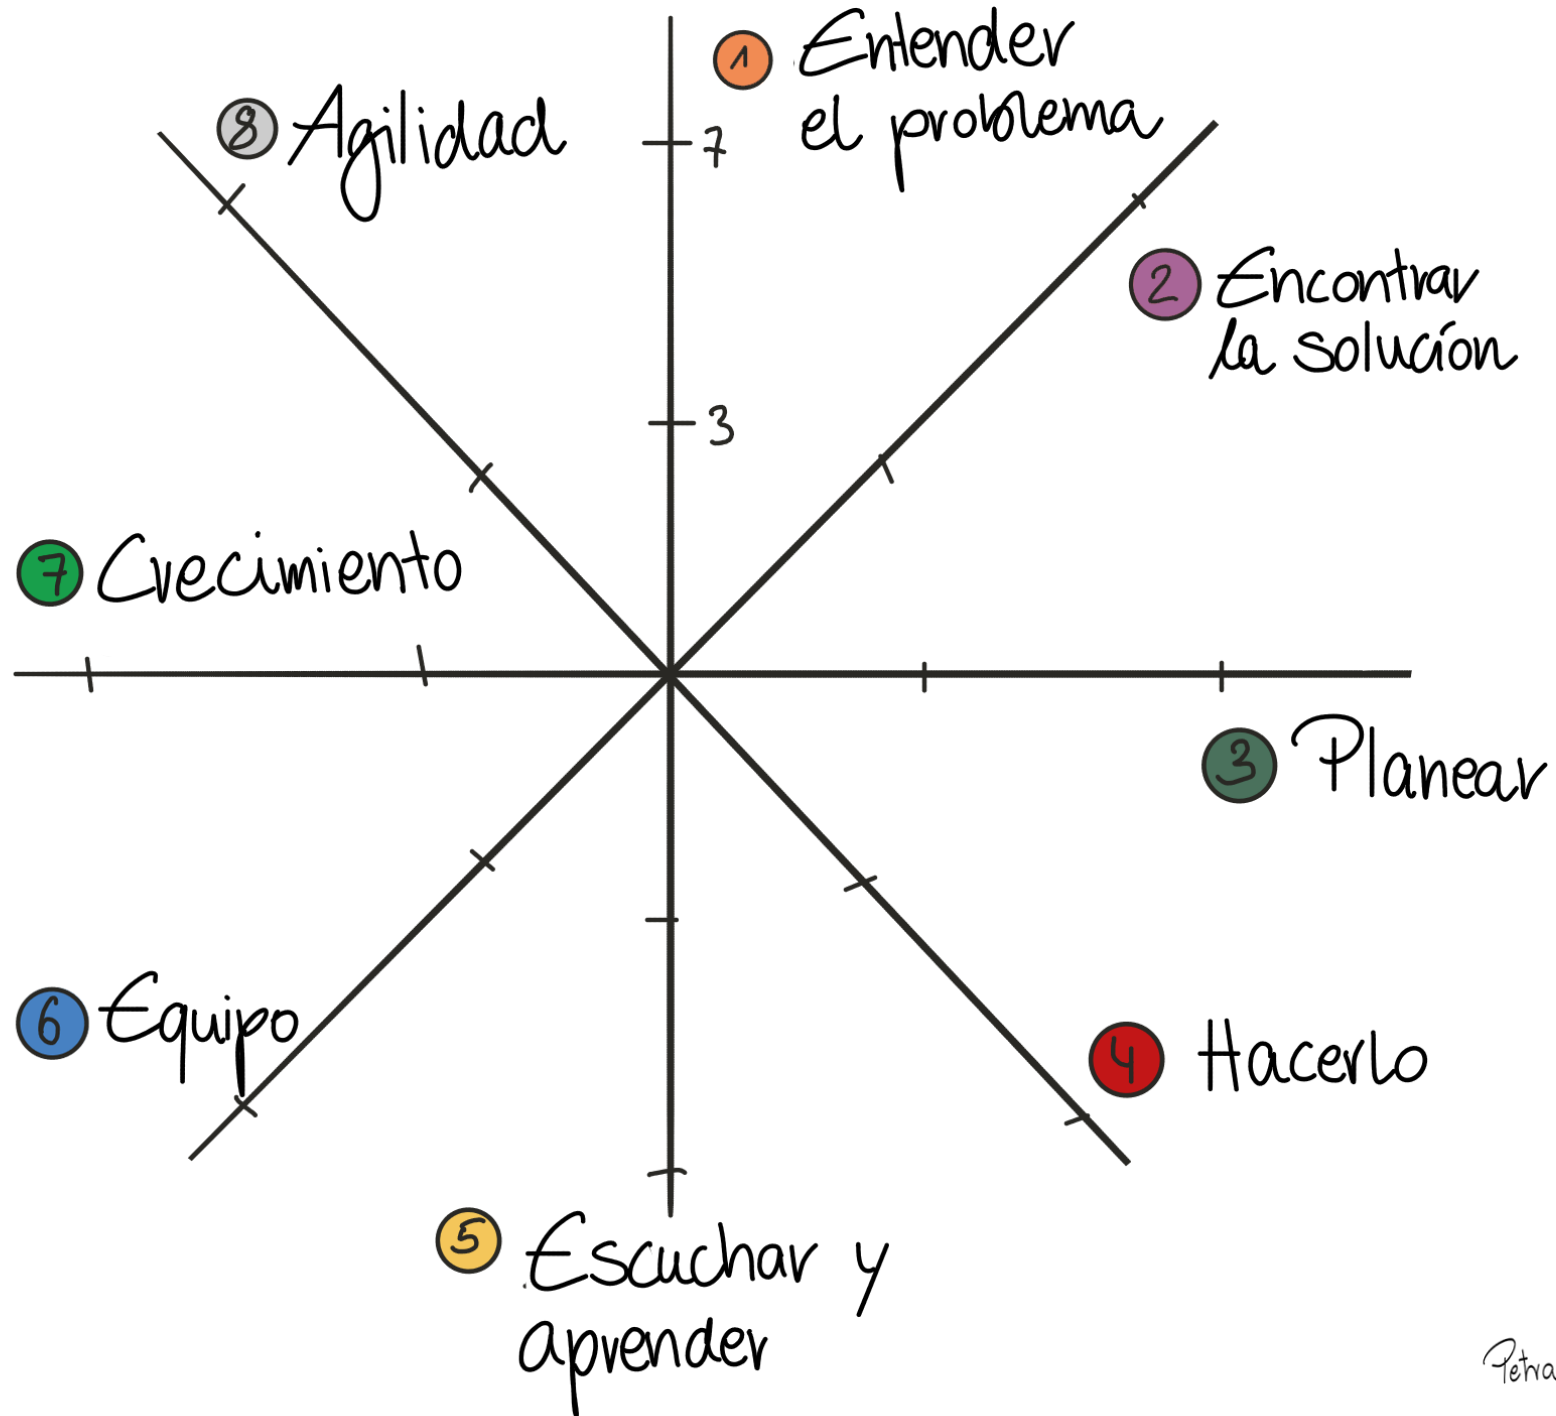 1 Entender
el problema
7
3
2 Encontrar
la solución
3 Planear
4 Hacerlo
5 Escuchar y
aprender
6 Equipo
7 Crecimiento
8 Agilidad
Petra